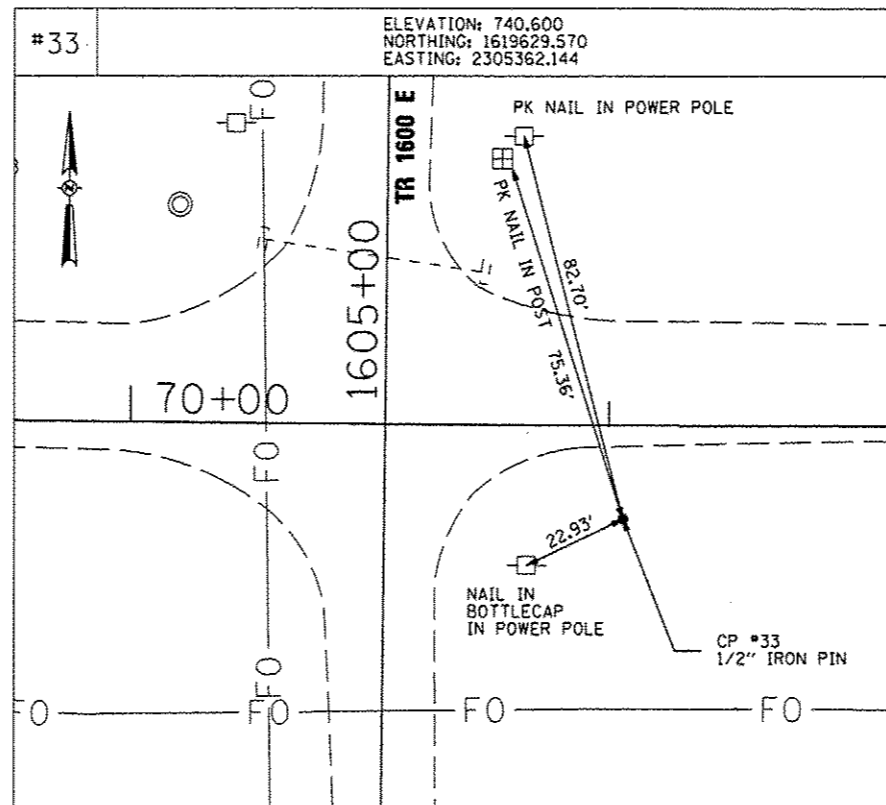 #33
ELEVATION: 740.600
NORTHING: 1619629.570
EASTING: 2305362.144
FO
TR 1600 E
PK NAIL IN POWER POLE
N
PK NAIL IN POST 75.36'
82.70'
1605+00
70+00
FO
22.93'
NAIL IN
BOTTLECAP
IN POWER POLE
CP #33
1/2" IRON PIN
FO
FO FO FO FO